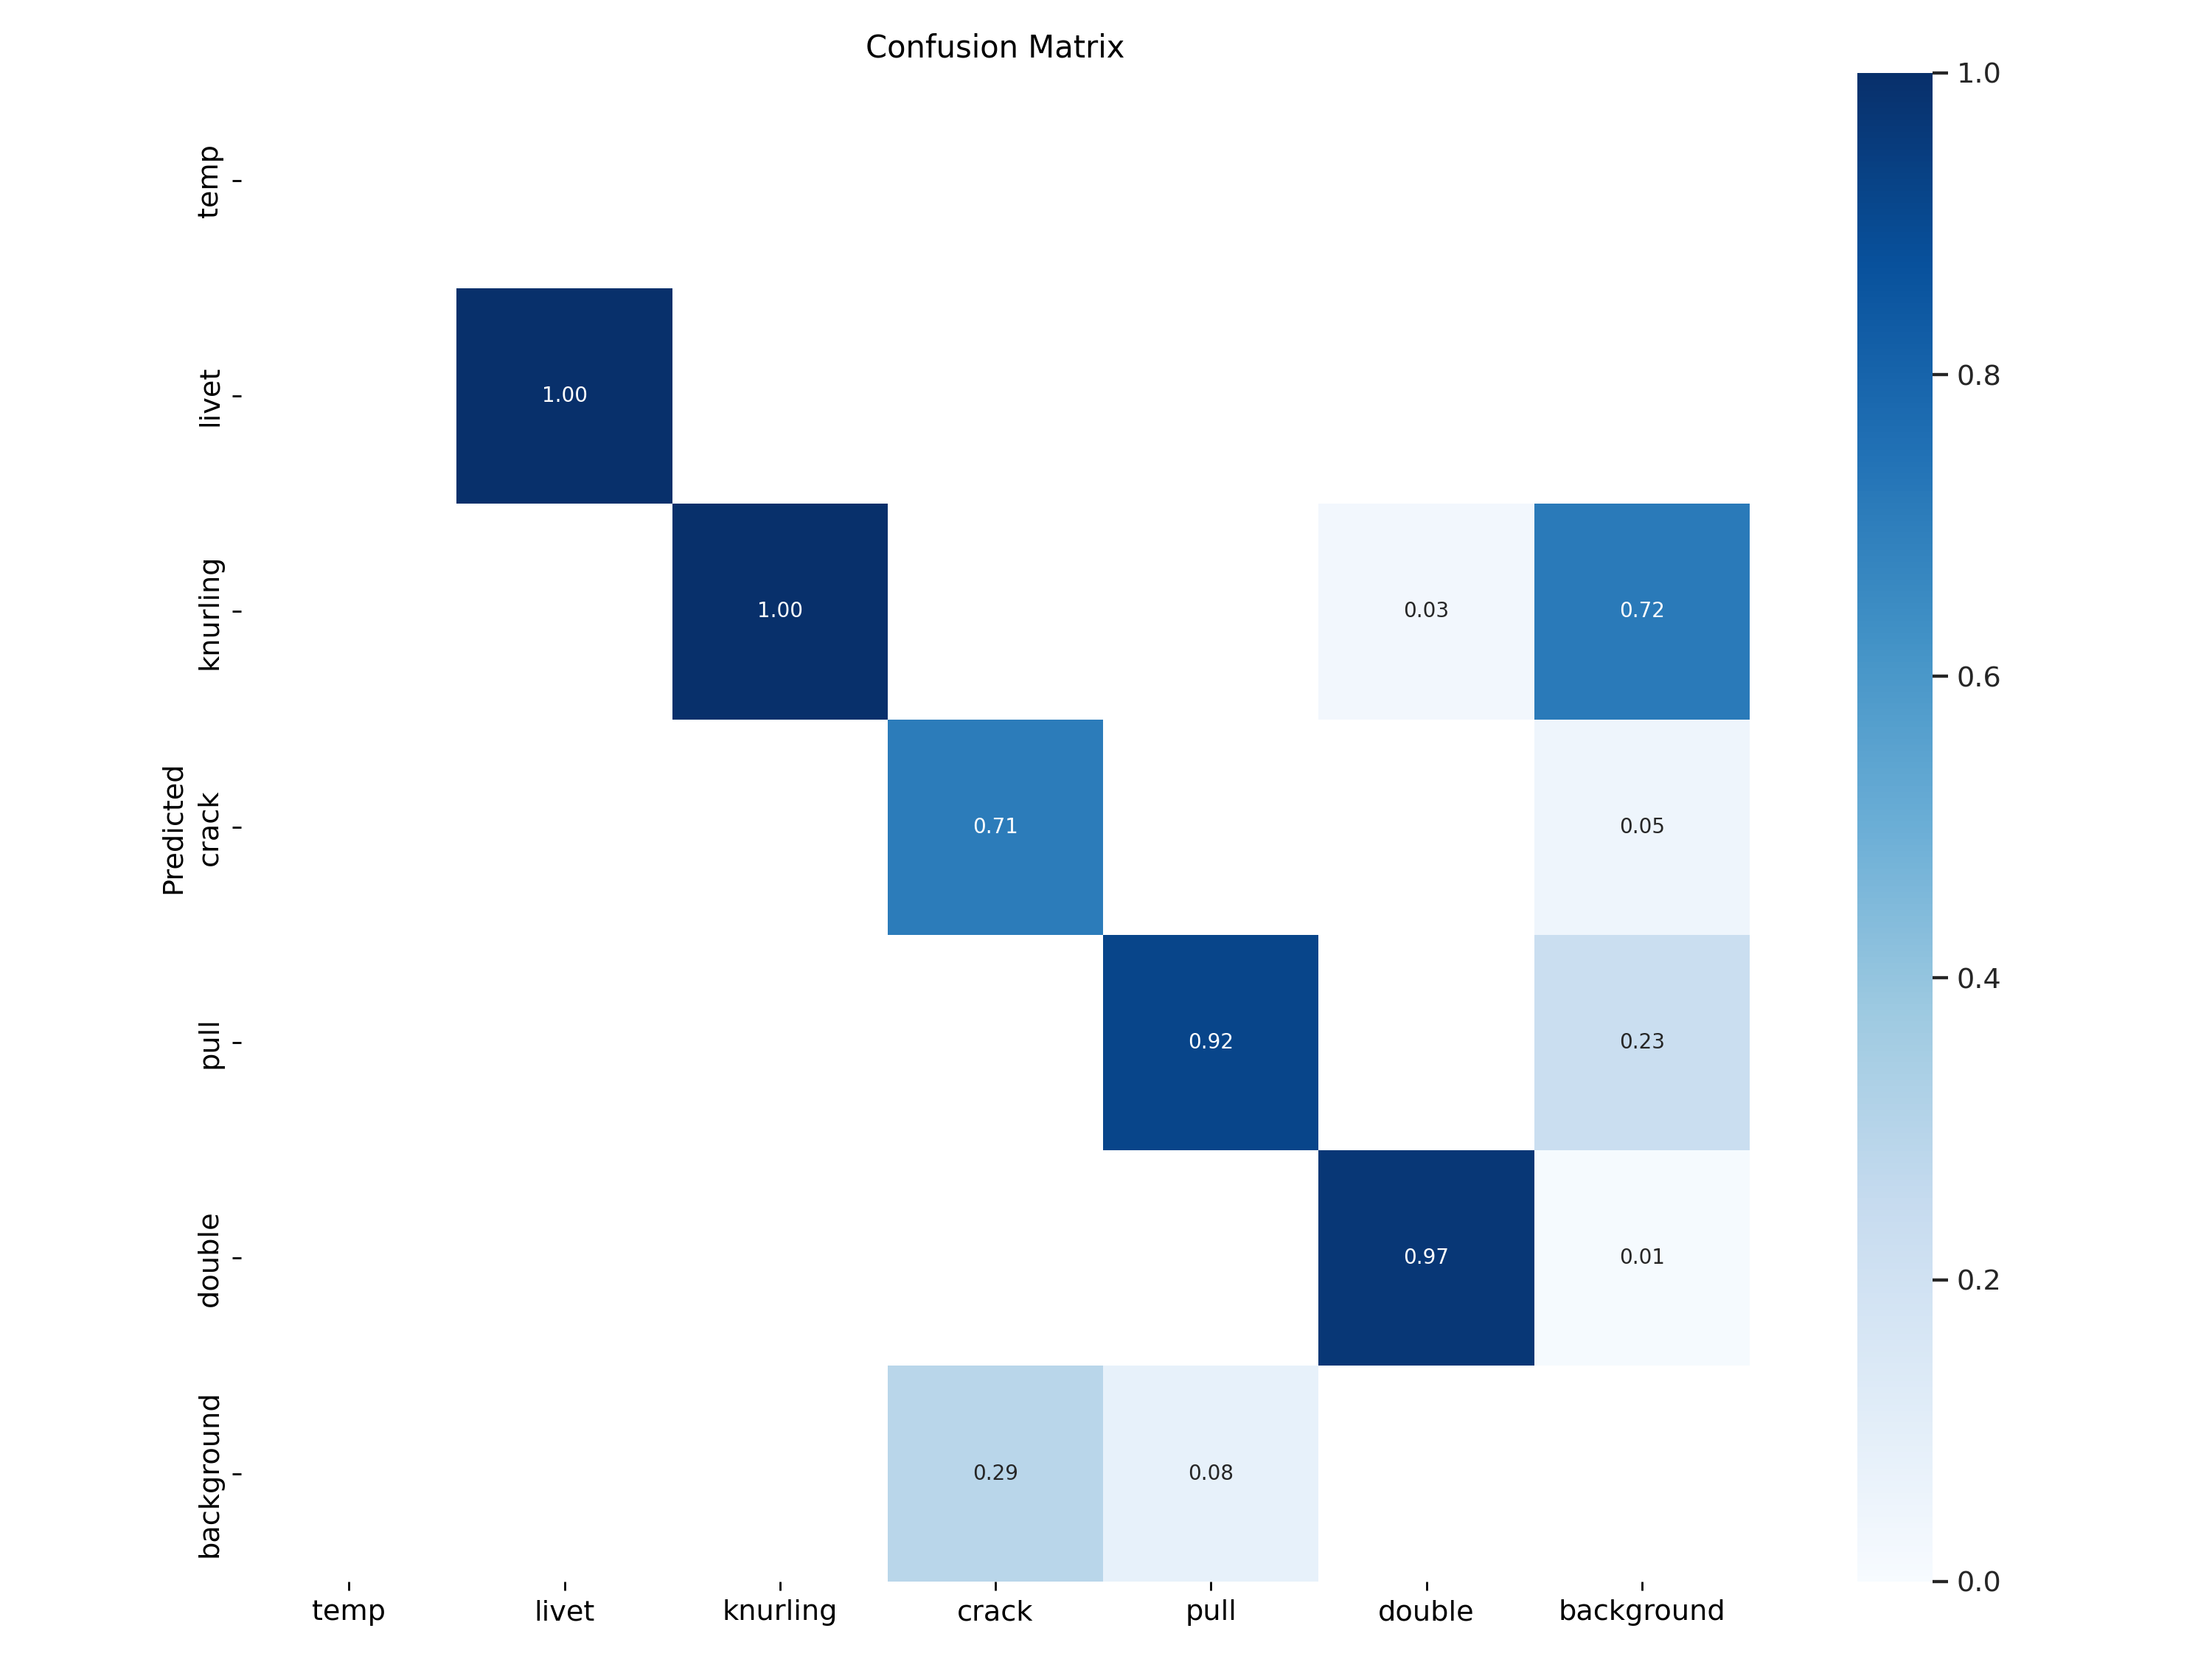 Confusion Matrix
1.0
temp
0.8
livet
1.00
knurling
1.00
0.03
0.72
0.6
Predicted
crack
0.71
0.05
0.4
pull
0.92
0.23
double
0.97
0.01
0.2
background
0.29
0.08
0.0
temp
livet
knurling
crack
pull
double
background